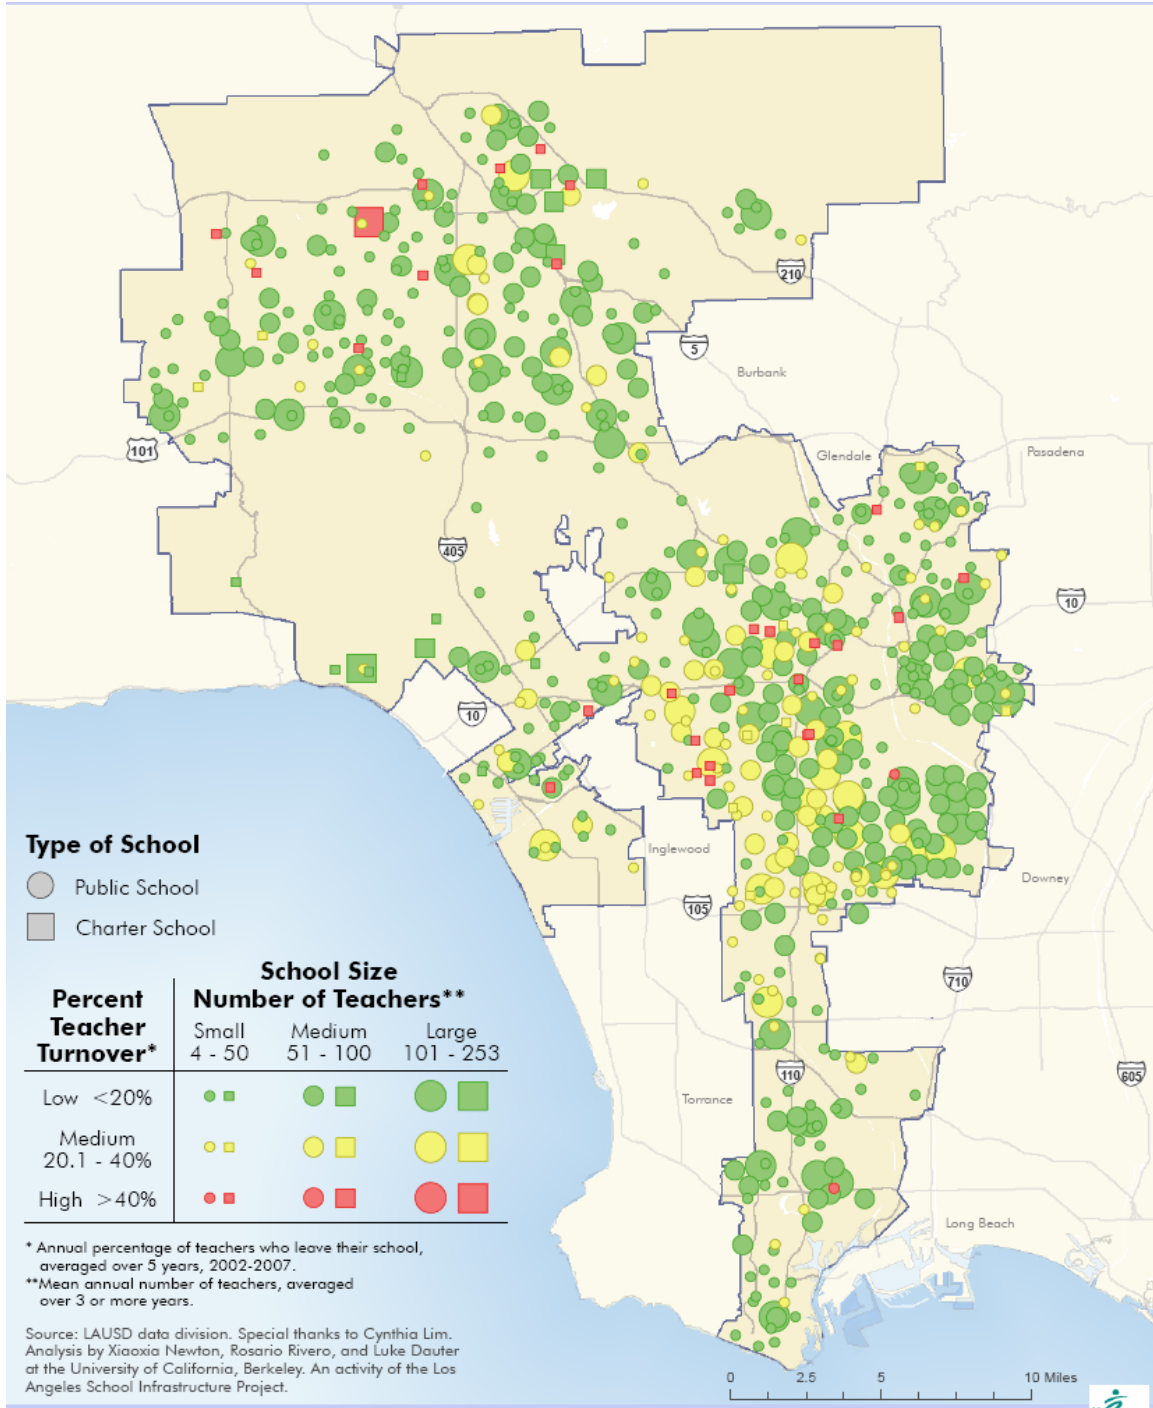 210
5
Burbank
Glendale
Pasadena
101
405
10
10
Inglewood
Downey
105
710
110
605
Torrance
Long Beach
Type of School
Public School
Charter School
School Size
Number of Teachers**
Percent
Teacher
Turnover*
Small
4 - 50
Medium
51 - 100
Large
101 - 253
Low <20%
Medium
20.1 - 40%
High >40%
* Annual percentage of teachers who leave their school,
averaged over 5 years, 2002-2007.
**Mean annual number of teachers, averaged
over 3 or more years.
Source: LAUSD data division. Special thanks to Cynthia Lim.
Analysis by Xiaoxia Newton, Rosario Rivero, and Luke Dauter
at the University of California, Berkeley. An activity of the Los
Angeles School Infrastructure Project.
0 2.5 5 10 Miles